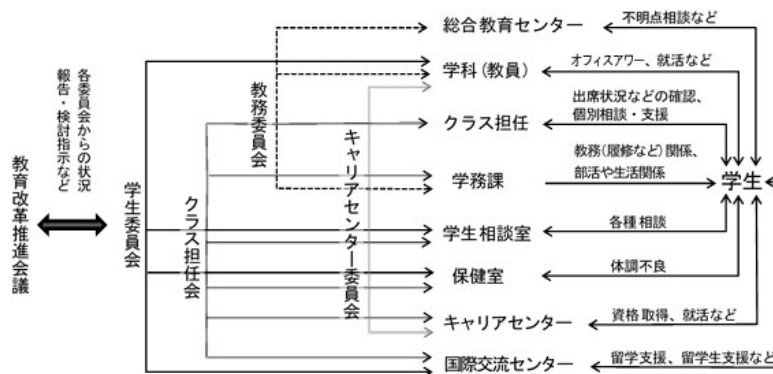 教育改革推進会議
各委員会からの状況
報告・検討指示など
学生委員会
クラス担任会
教務委員会
キャリアセンター委員会
総合教育センター
不明点相談など
学科(教員)
オフィスアワー、就活など
クラス担任
出席状況などの確認、
個別相談・支援
学務課
教務(履修など)関係、
部活や生活関係
学生
学生相談室
各種相談
保健室
体調不良
キャリアセンター
資格取得、就活など
国際交流センター
留学支援、留学生支援など